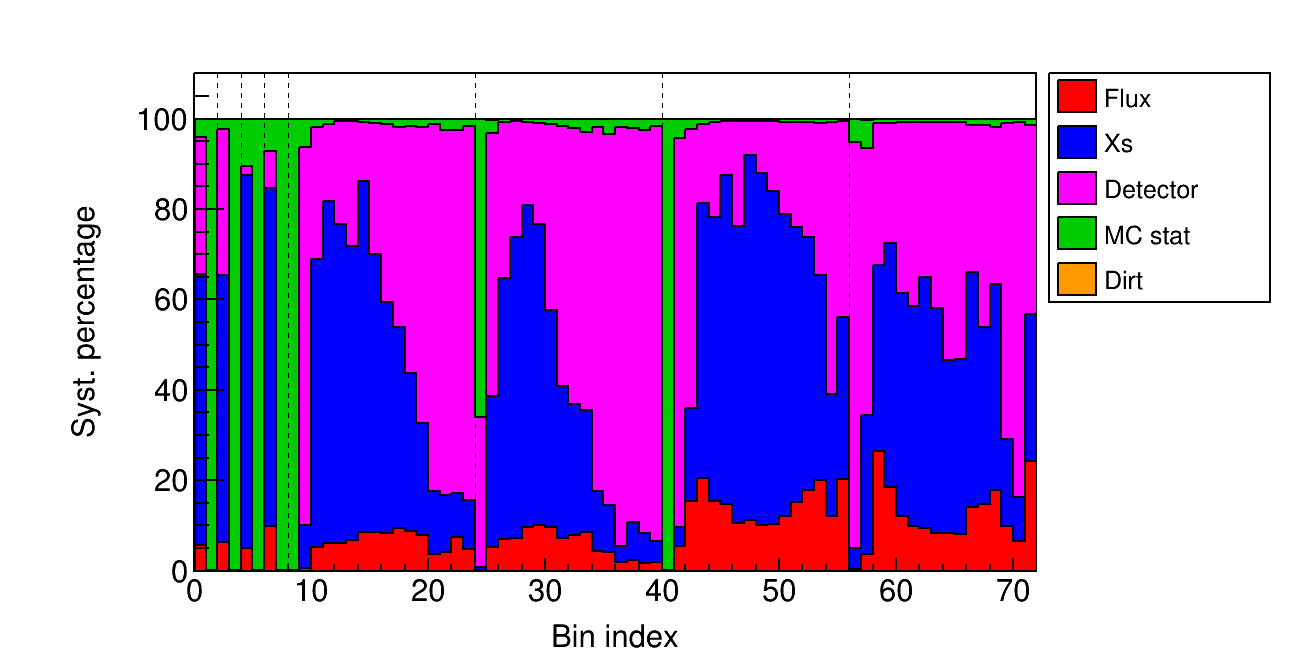 Syst. percentage
100
80
60
40
20
0
0 10 20 30 40 50 60 70
Bin index
Flux
Xs
Detector
MC stat
Dirt